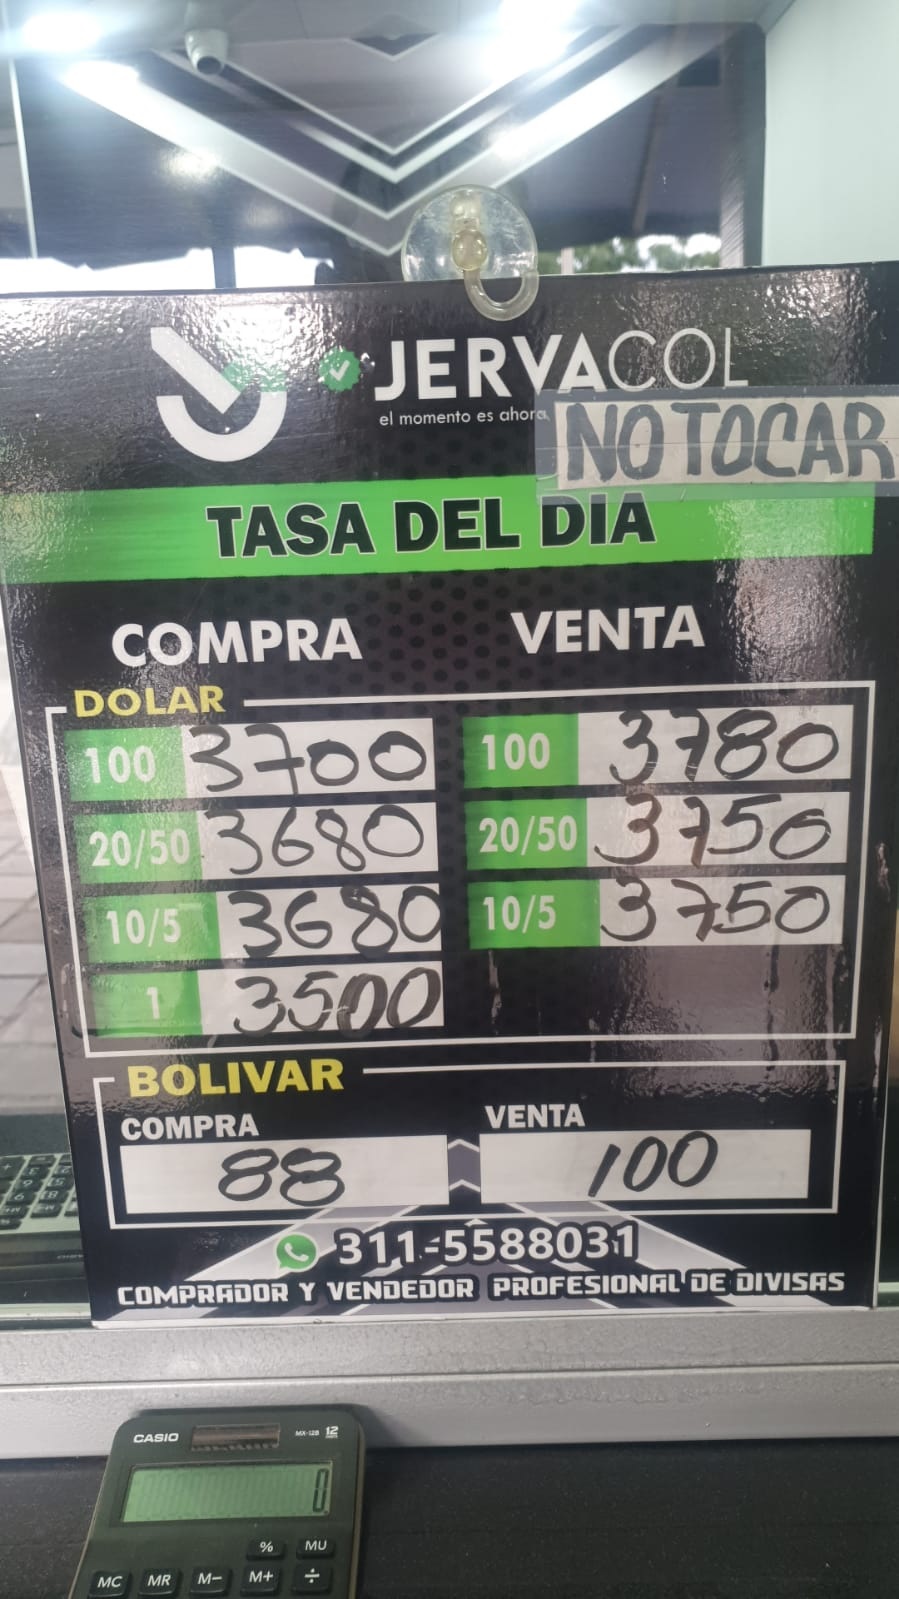 JERVACOL
el momento es ahora
NO TOCAR
TASA DEL DIA
COMPRA VENTA
DOLAR
100 3700 100 3780
20/50 3680 20/50 3750
10/5 3680 10/5 3750
1 3500
BOLIVAR
COMPRA VENTA
88 100
311-5588031
COMPRADOR Y VENDEDOR PROFESIONAL DE DIVISAS
CASIO MX-12B 12
0
% MU
MC MR M− M+ ÷